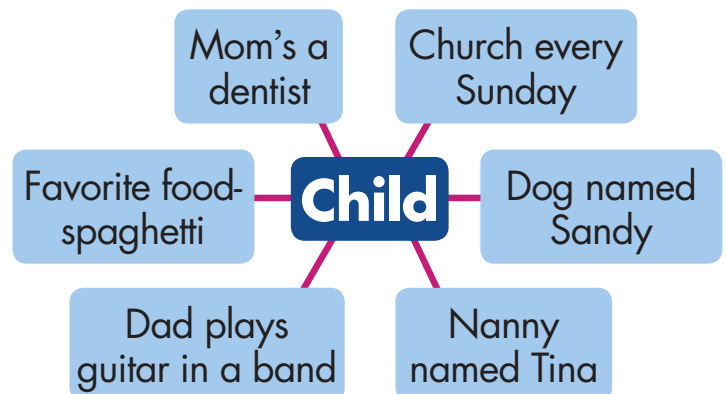 Mom's a
dentist
Church every
Sunday
Favorite food-
spaghetti
Child
Dog named
Sandy
Dad plays
guitar in a band
Nanny
named Tina